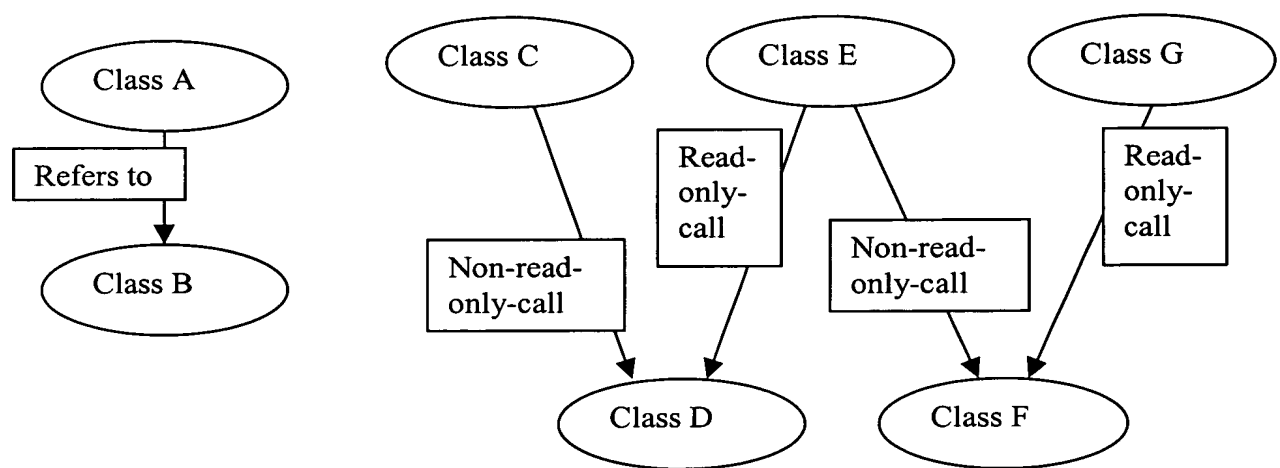 Class A
Refers to
Class B
Class C
Class E
Class G
Non-read-
only-call
Read-
only-
call
Non-read-
only-call
Read-
only-
call
Class D
Class F